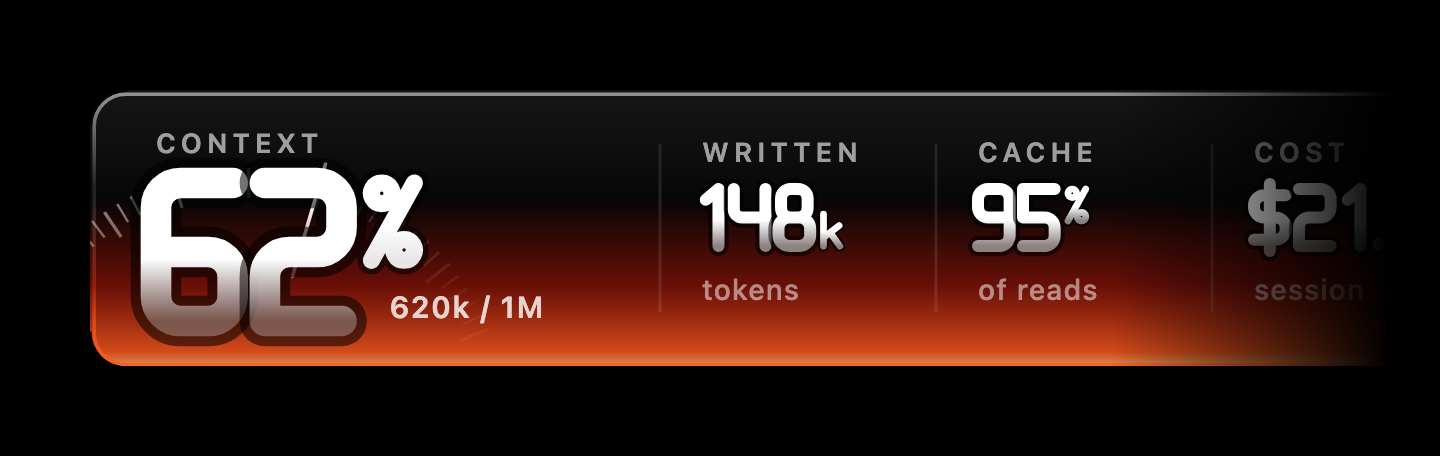 CONTEXT
62%
620k / 1M
WRITTEN
148k
tokens
CACHE
95%
of reads
COST
$21.
session